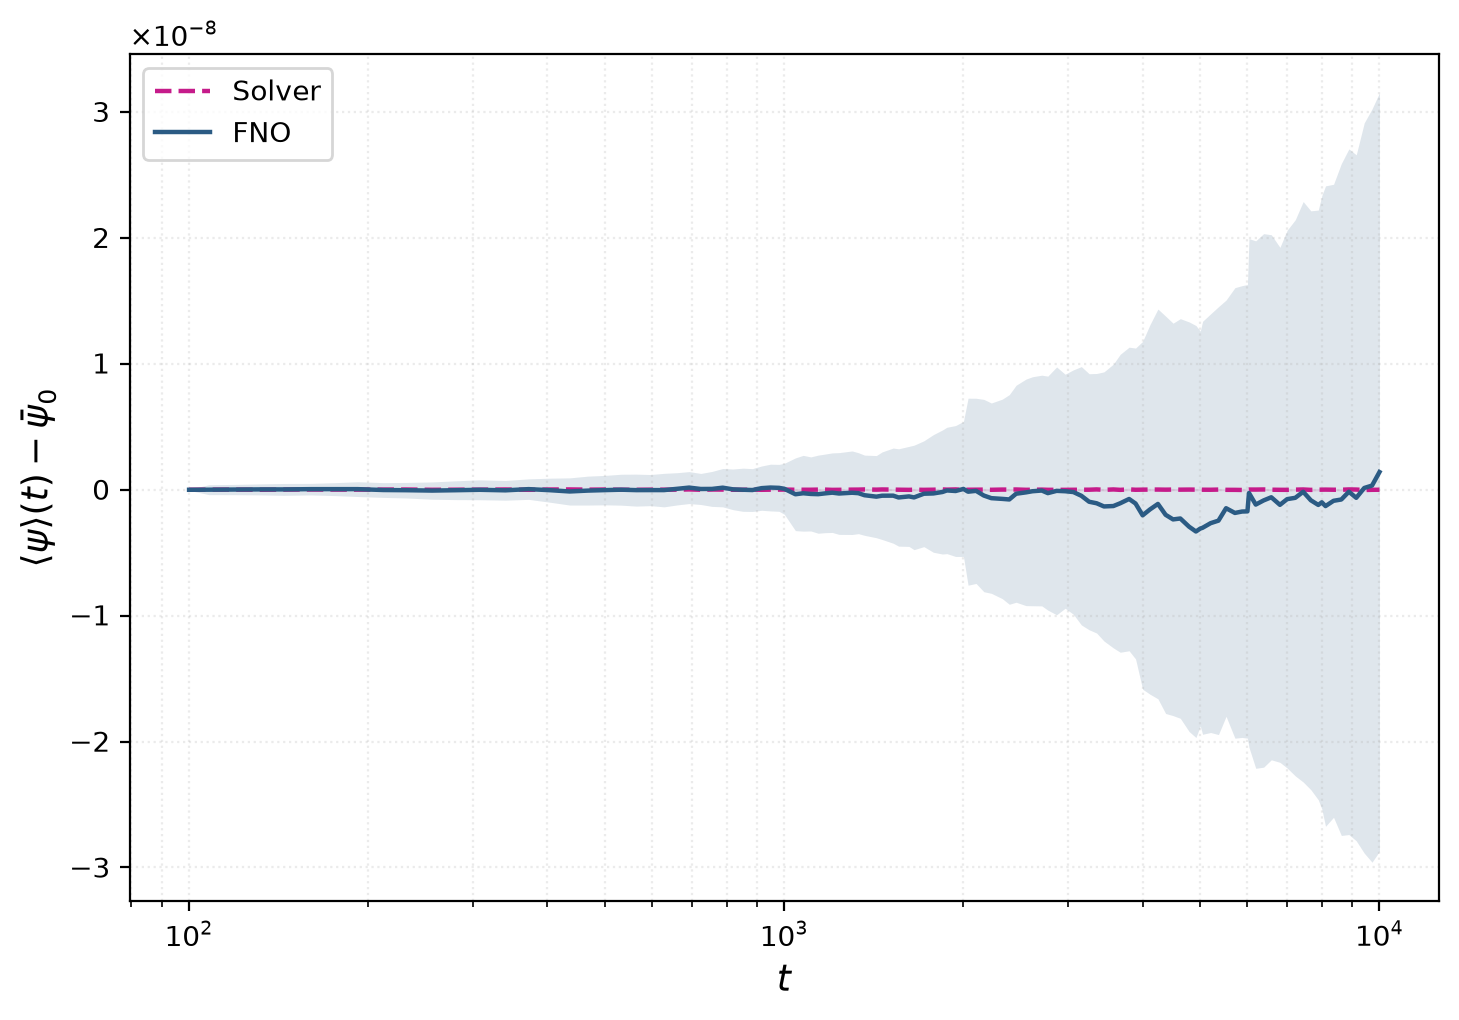 ×10⁻⁸
Solver
FNO
3
2
1
0
−1
−2
−3
⟨ψ⟩(t) − ψ̄₀
10² 10³ 10⁴
t